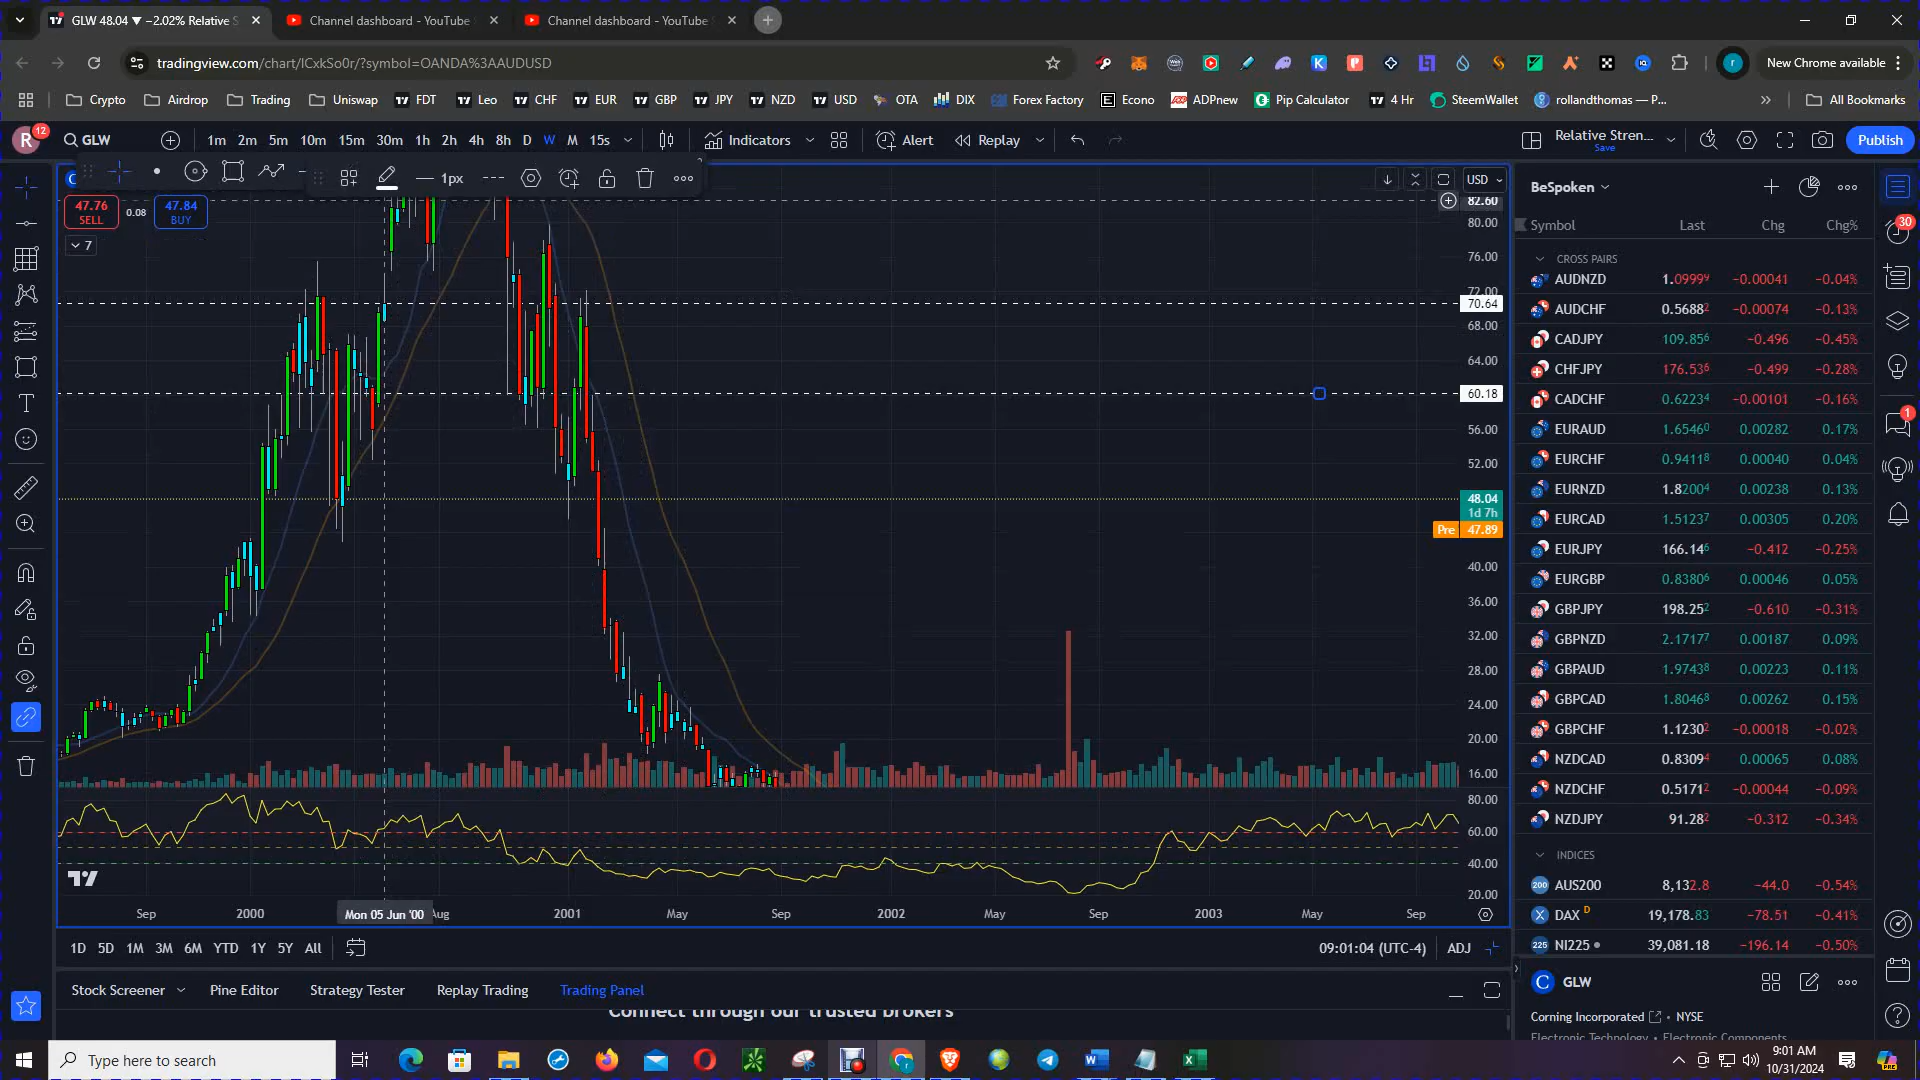 GLW 48.04 ▼ −2.02% Relative S
Channel dashboard - YouTube
Channel dashboard - YouTube
tradingview.com/chart/ICxkSo0r/?symbol=OANDA%3AAUDUSD
New Chrome available
Crypto
Airdrop
Trading
Uniswap
FDT
Leo
CHF
EUR
GBP
JPY
NZD
USD
OTA
DIX
Forex Factory
Econo
ADPnew
Pip Calculator
4 Hr
SteemWallet
rollandthomas — P...
All Bookmarks
R
12
GLW
1m 2m 5m 10m 15m 30m 1h 2h 4h 8h D W M 15s
Indicators
Alert
Replay
Relative Stren...
Save
Publish
1px
USD
47.76
SELL
0.08
47.84
BUY
7
82.60
80.00
76.00
72.00
70.64
68.00
64.00
60.18
56.00
52.00
48.04
1d 7h
Pre 47.89
40.00
36.00
32.00
28.00
24.00
20.00
16.00
80.00
60.00
40.00
20.00
Sep 2000 Mon 05 Jun '00 Aug 2001 May Sep 2002 May Sep 2003 May Sep
1D 5D 1M 3M 6M YTD 1Y 5Y All
09:01:04 (UTC-4)
ADJ
Stock Screener
Pine Editor
Strategy Tester
Replay Trading
Trading Panel
Connect through our trusted brokers
BeSpoken
Symbol Last Chg Chg%
CROSS PAIRS
AUDNZD 1.09999 −0.00041 −0.04%
AUDCHF 0.56882 −0.00074 −0.13%
CADJPY 109.856 −0.496 −0.45%
CHFJPY 176.536 −0.499 −0.28%
CADCHF 0.62234 −0.00101 −0.16%
EURAUD 1.65460 0.00282 0.17%
EURCHF 0.94118 0.00040 0.04%
EURNZD 1.82004 0.00238 0.13%
EURCAD 1.51237 0.00305 0.20%
EURJPY 166.146 −0.412 −0.25%
EURGBP 0.83806 0.00046 0.05%
GBPJPY 198.252 −0.610 −0.31%
GBPNZD 2.17177 0.00187 0.09%
GBPAUD 1.97438 0.00223 0.11%
GBPCAD 1.80468 0.00262 0.15%
GBPCHF 1.12302 −0.00018 −0.02%
NZDCAD 0.83094 0.00065 0.08%
NZDCHF 0.51712 −0.00044 −0.09%
NZDJPY 91.282 −0.312 −0.34%
INDICES
200 AUS200 8,132.8 −44.0 −0.54%
X DAX D 19,178.83 −78.51 −0.41%
225 NI225 39,081.18 −196.14 −0.50%
C GLW
Corning Incorporated • NYSE
Electronic Technology • Electronic Components
30
1
Type here to search
9:01 AM
10/31/2024